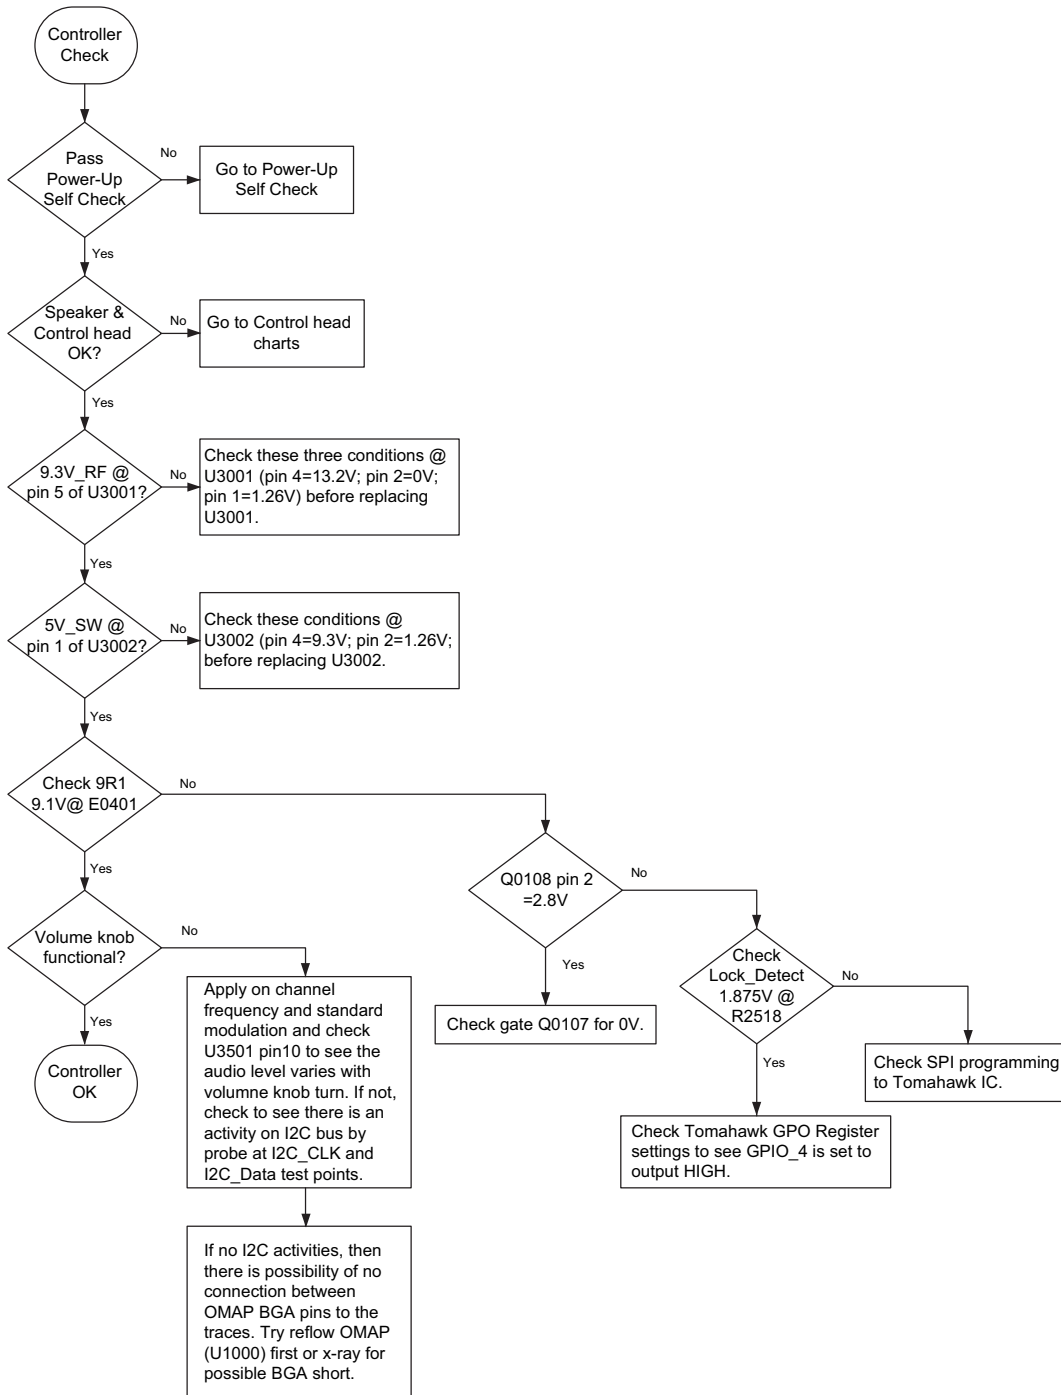 Controller
Check
Pass
Power-Up
Self Check
No
Go to Power-Up
Self Check
Yes
Speaker &
Control head
OK?
No
Go to Control head
charts
Yes
9.3V_RF @
pin 5 of U3001?
No
Check these three conditions @
U3001 (pin 4=13.2V; pin 2=0V;
pin 1=1.26V) before replacing
U3001.
Yes
5V_SW @
pin 1 of U3002?
No
Check these conditions @
U3002 (pin 4=9.3V; pin 2=1.26V;
before replacing U3002.
Yes
Check 9R1
9.1V@ E0401
No
Yes
Q0108 pin 2
=2.8V
No
Yes
Check gate Q0107 for 0V.
Check
Lock_Detect
1.875V @
R2518
No
Yes
Check SPI programming
to Tomahawk IC.
Check Tomahawk GPO Register
settings to see GPIO_4 is set to
output HIGH.
Volume knob
functional?
No
Yes
Controller
OK
Apply on channel
frequency and standard
modulation and check
U3501 pin10 to see the
audio level varies with
volumne knob turn. If not,
check to see there is an
activity on I2C bus by
probe at I2C_CLK and
I2C_Data test points.
If no I2C activities, then
there is possibility of no
connection between
OMAP BGA pins to the
traces. Try reflow OMAP
(U1000) first or x-ray for
possible BGA short.